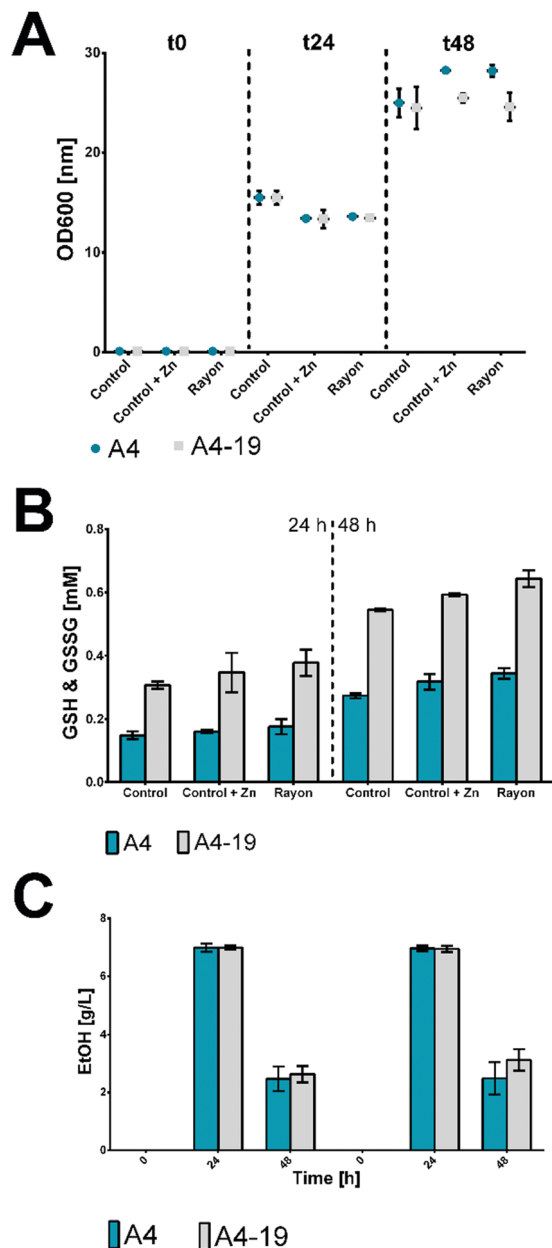 A
t0 t24 t48
30
20
10
0
OD600 [nm]
Control Control + Zn Rayon Control Control + Zn Rayon Control Control + Zn Rayon
A4 A4-19
B
24 h 48 h
0.8
0.6
0.4
0.2
0.0
GSH & GSSG [mM]
Control Control + Zn Rayon Control Control + Zn Rayon
A4 A4-19
C
8
6
4
2
0
EtOH [g/L]
0 24 48 0 24 48
Time [h]
A4 A4-19